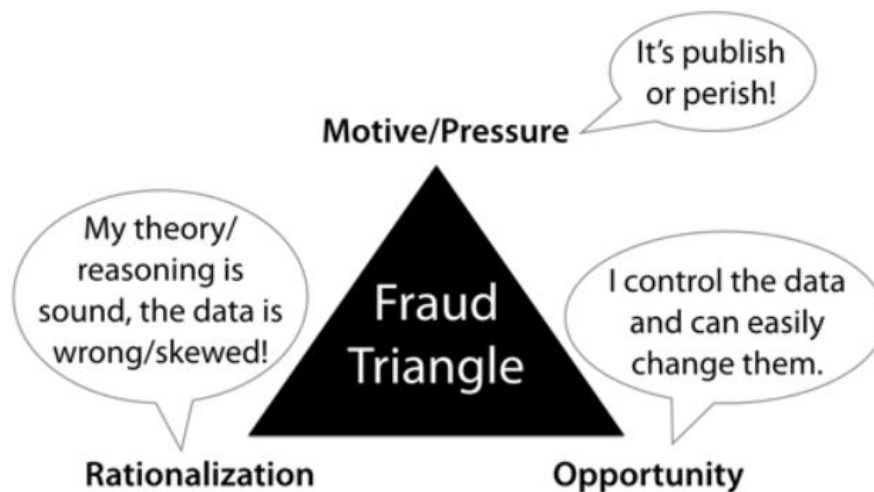 It’s publish
or perish!
Motive/Pressure
My theory/
reasoning is
sound, the data is
wrong/skewed!
Fraud
Triangle
I control the data
and can easily
change them.
Rationalization
Opportunity